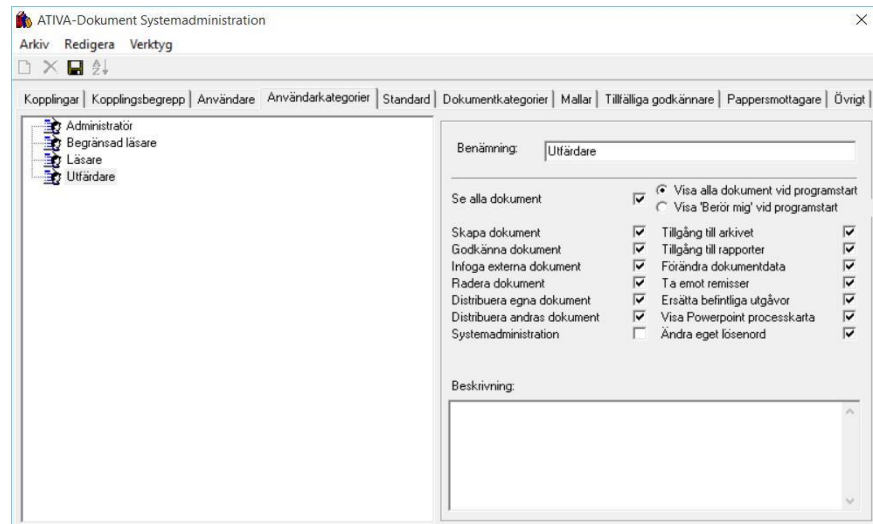 ATIVA-Dokument Systemadministration
Arkiv Redigera Verktyg
Kopplingar Kopplingsbegrepp Användare Användarkategorier Standard Dokumentkategorier Mallar Tillfälliga godkännare Pappersmottagare Övrigt
Administratör
Begränsad läsare
Läsare
Utfärdare
Benämning: Utfärdare
Se alla dokument
Visa alla dokument vid programstart
Visa 'Berör mig' vid programstart
Skapa dokument Tillgång till arkivet
Godkänna dokument Tillgång till rapporter
Infoga externa dokument Förändra dokumentdata
Radera dokument Ta emot remisser
Distribuera egna dokument Ersätta befintliga utgåvor
Distribuera andras dokument Visa Powerpoint processkarta
Systemadministration Ändra eget lösenord
Beskrivning: